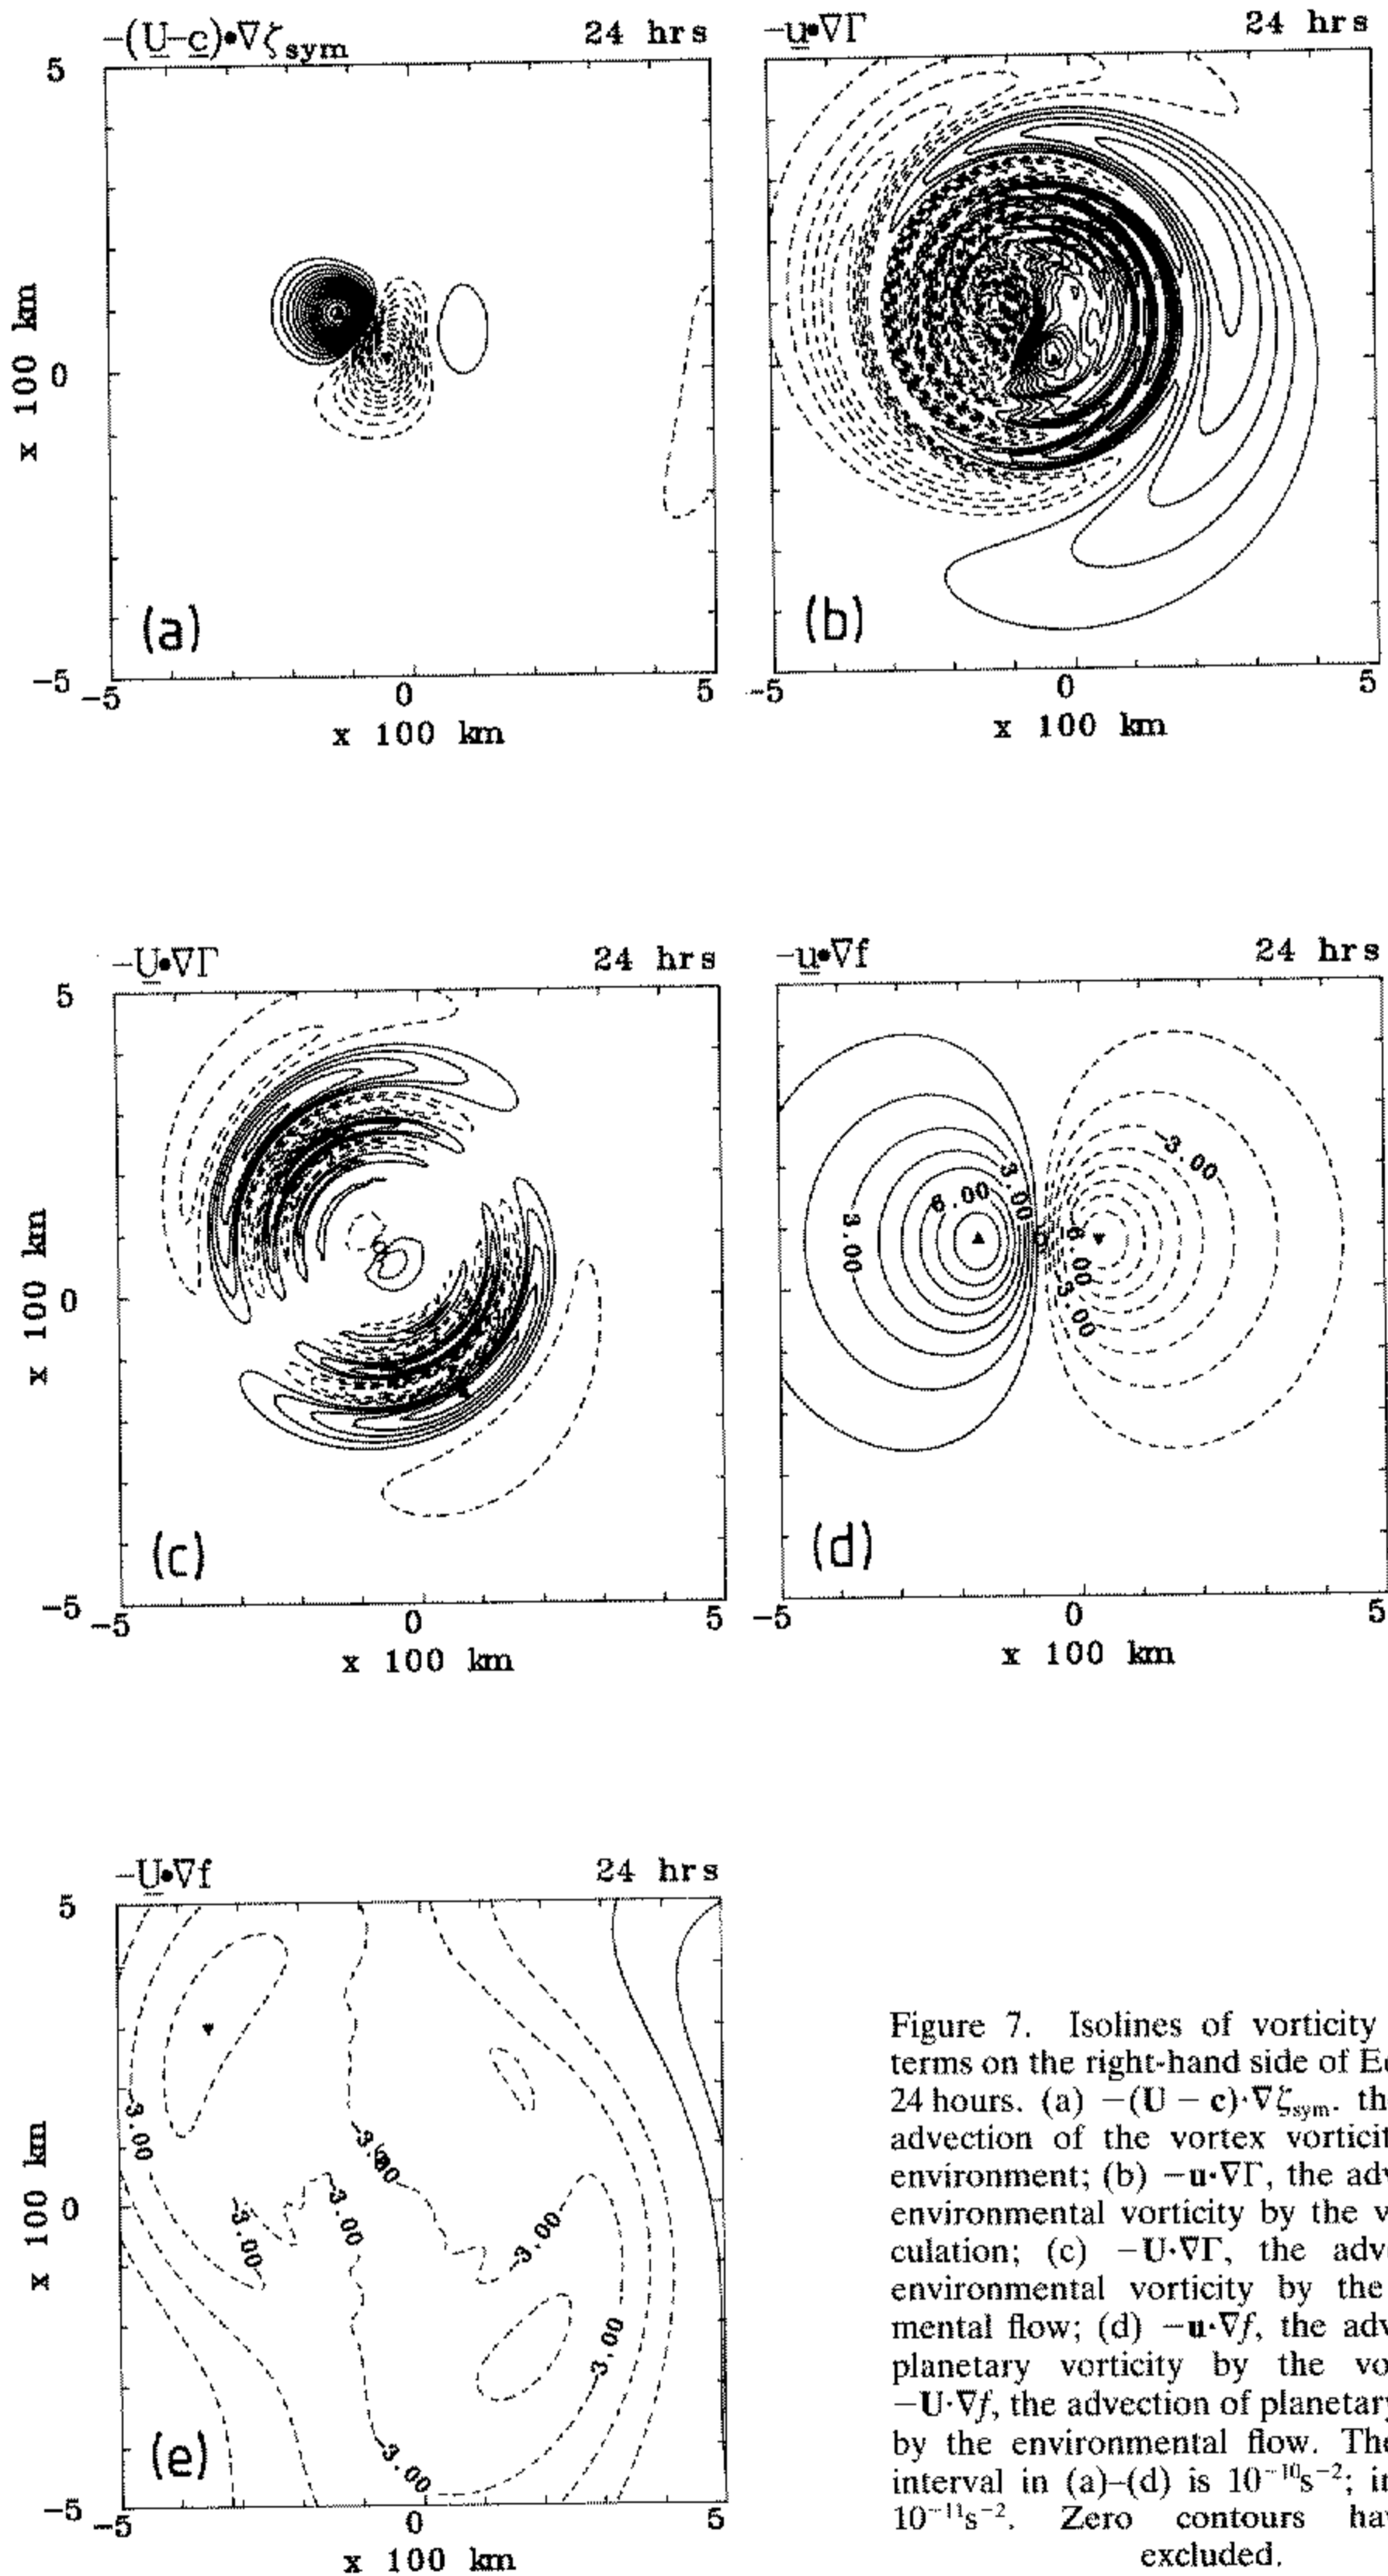 −(U−c)•∇ζsym 24 hrs
−u•∇Γ 24 hrs
5
x 100 km
0
−5
(a)
(b)
−5 0 5
x 100 km
−5 0 5
x 100 km
−U•∇Γ 24 hrs
−u•∇f 24 hrs
5
x 100 km
0
−5
−3.00
3.00
6.00
3.00
6.00
−3.00
(c)
(d)
−5 0 5
x 100 km
−5 0 5
x 100 km
−U•∇f 24 hrs
5
x 100 km
0
−5
−3.00
−3.00
−3.00
−3.00
−3.00
−3.00
(e)
−5 0 5
x 100 km
Figure 7. Isolines of vorticity
terms on the right-hand side of
24 hours. (a) −(U − c)·∇ζsym. th
advection of the vortex vorticit
environment; (b) −u·∇Γ, the adv
environmental vorticity by the v
culation; (c) −U·∇Γ, the adv
environmental vorticity by the
mental flow; (d) −u·∇f, the adv
planetary vorticity by the vo
−U·∇f, the advection of planetary
by the environmental flow. The
interval in (a)–(d) is 10⁻¹⁰s⁻²; in
10⁻¹¹s⁻². Zero contours hav
excluded.